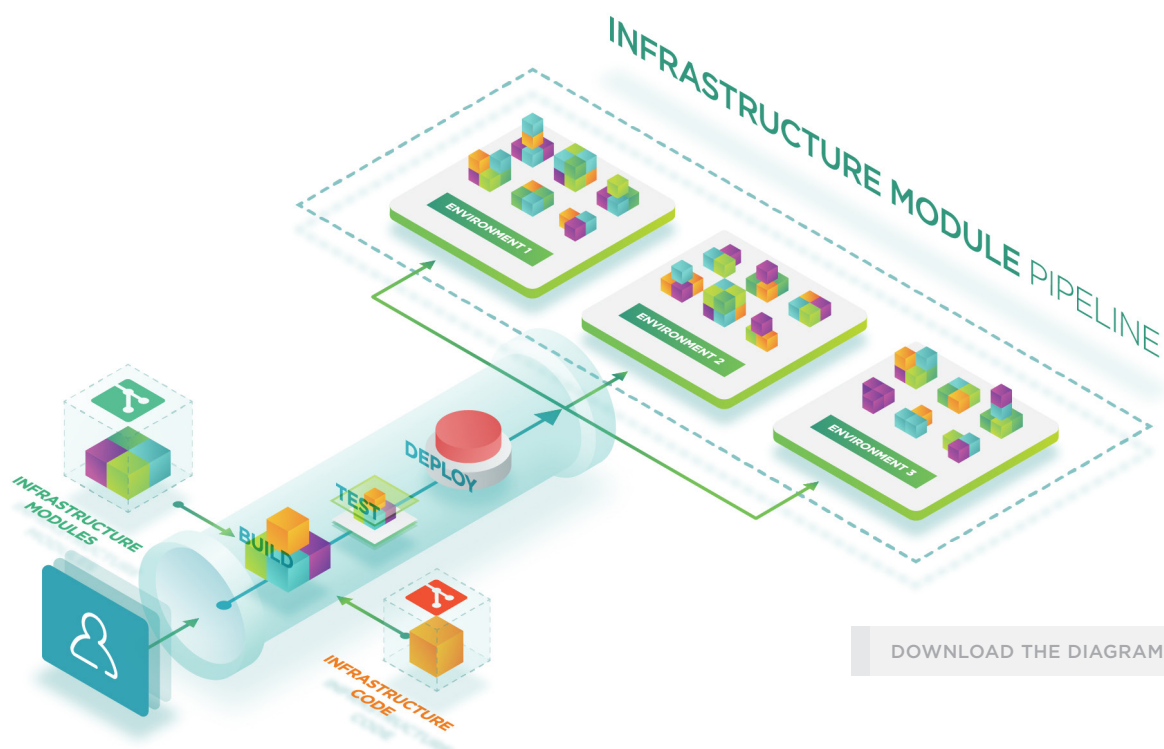 INFRASTRUCTURE MODULE PIPELINE
ENVIRONMENT 1
ENVIRONMENT 2
ENVIRONMENT 3
DEPLOY
TEST
BUILD
INFRASTRUCTURE
MODULES
INFRASTRUCTURE
CODE
DOWNLOAD THE DIAGRAM